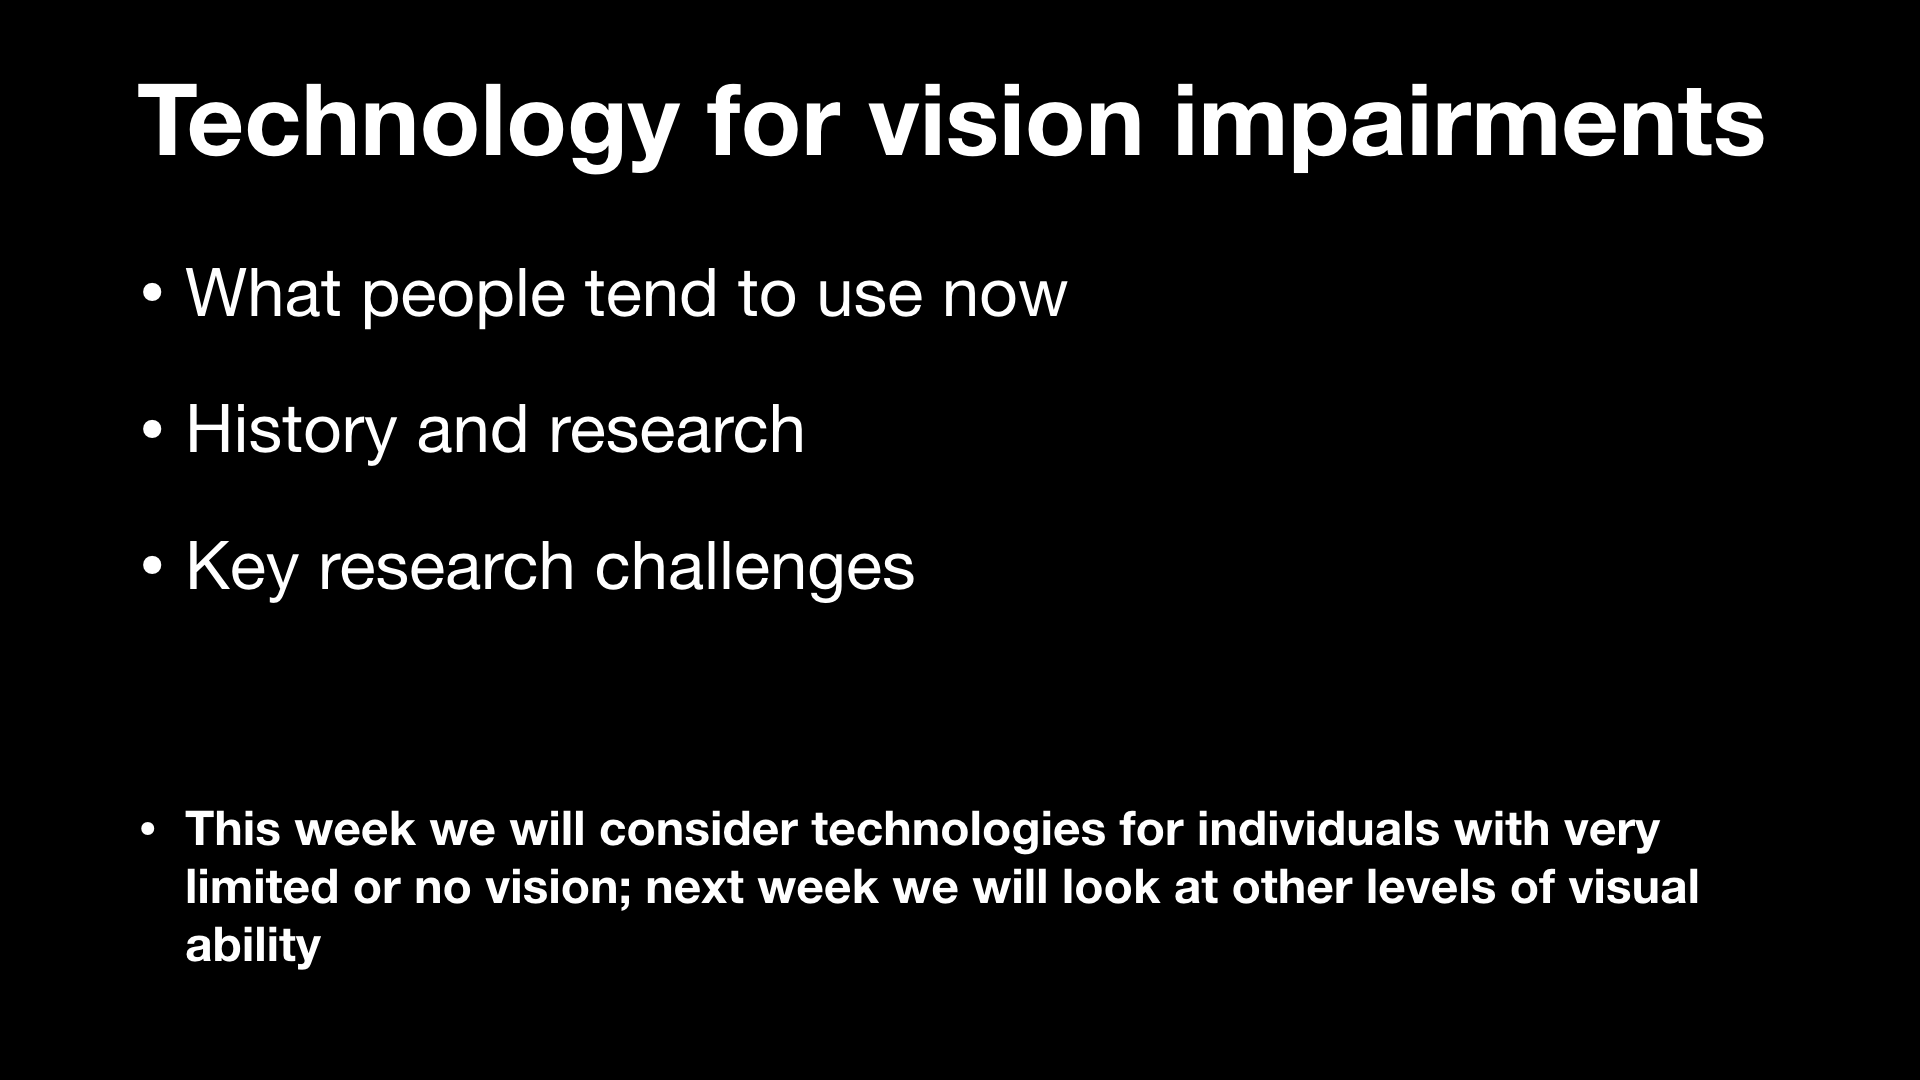 Technology for vision impairments
• What people tend to use now
• History and research
• Key research challenges
• This week we will consider technologies for individuals with very
limited or no vision; next week we will look at other levels of visual
ability